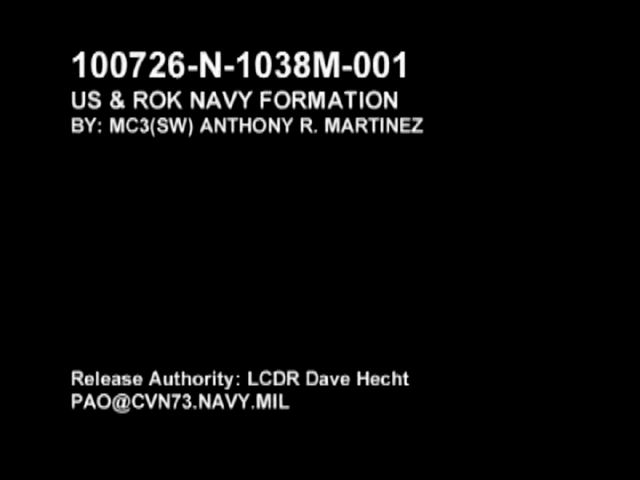 100726-N-1038M-001
US & ROK NAVY FORMATION
BY: MC3(SW) ANTHONY R. MARTINEZ
Release Authority: LCDR Dave Hecht
PAO@CVN73.NAVY.MIL